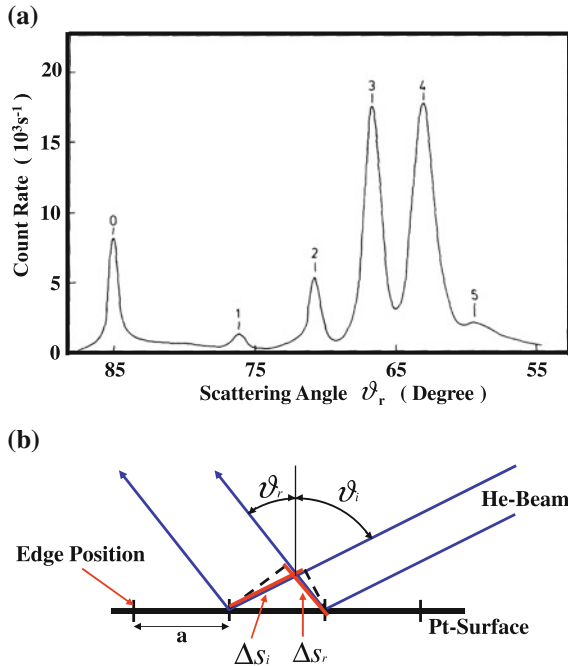 (a)
Count Rate ( 10³s⁻¹ )
20
15
10
5
0
0
1
2
3
4
5
85
75
65
55
Scattering Angle ϑr ( Degree )
(b)
ϑr
ϑi
He-Beam
Edge Position
a
Δsi
Δsr
Pt-Surface